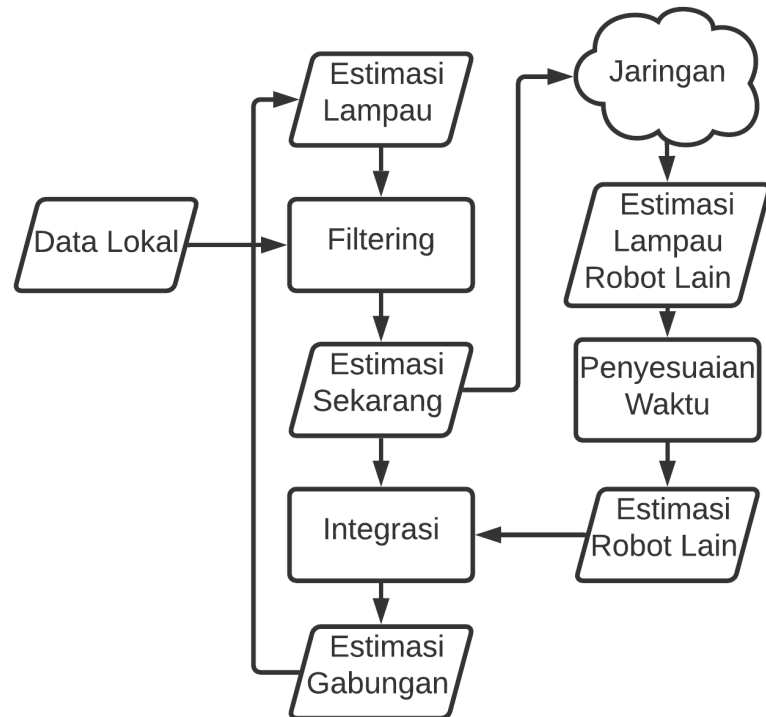 Estimasi
Lampau
Jaringan
Data Lokal
Filtering
Estimasi
Lampau
Robot Lain
Estimasi
Sekarang
Penyesuaian
Waktu
Integrasi
Estimasi
Robot Lain
Estimasi
Gabungan